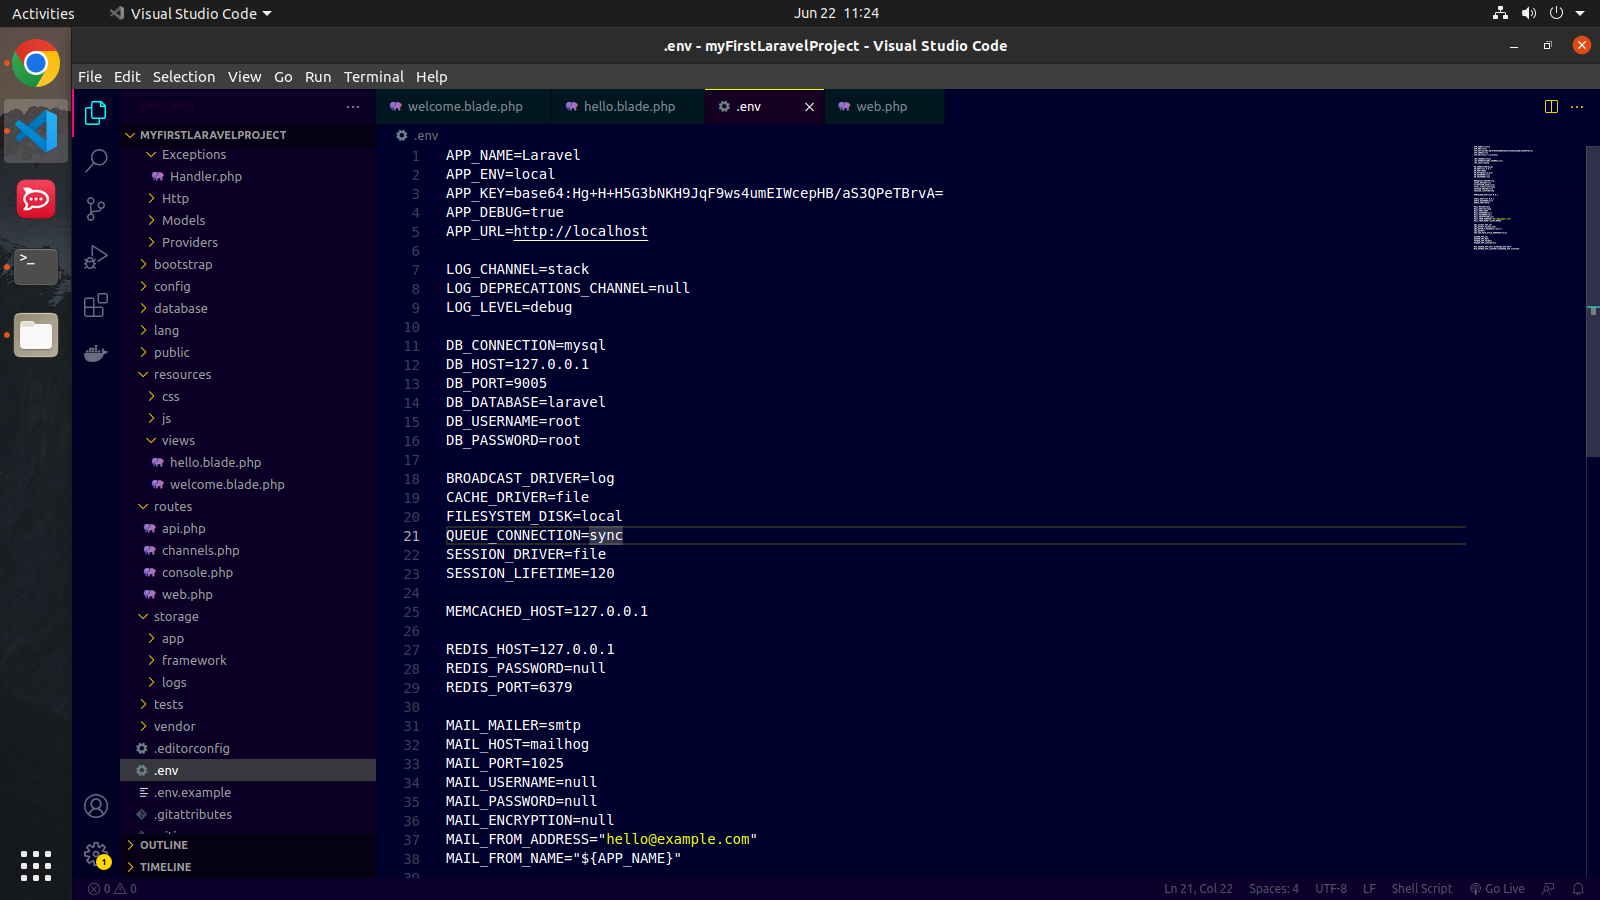 Activities
Visual Studio Code
Jun 22 11:24
.env - myFirstLaravelProject - Visual Studio Code
File Edit Selection View Go Run Terminal Help
EXPLORER
welcome.blade.php
hello.blade.php
.env
web.php
MYFIRSTLARAVELPROJECT
Exceptions
Handler.php
Http
Models
Providers
bootstrap
config
database
lang
public
resources
css
js
views
hello.blade.php
welcome.blade.php
routes
api.php
channels.php
console.php
web.php
storage
app
framework
logs
tests
vendor
.editorconfig
.env
.env.example
.gitattributes
OUTLINE
TIMELINE
1
.env
1 APP_NAME=Laravel
2 APP_ENV=local
3 APP_KEY=base64:Hg+H+H5G3bNKH9JqF9ws4umEIWcepHB/aS3QPeTBrvA=
4 APP_DEBUG=true
5 APP_URL=http://localhost
6
7 LOG_CHANNEL=stack
8 LOG_DEPRECATIONS_CHANNEL=null
9 LOG_LEVEL=debug
10
11 DB_CONNECTION=mysql
12 DB_HOST=127.0.0.1
13 DB_PORT=9005
14 DB_DATABASE=laravel
15 DB_USERNAME=root
16 DB_PASSWORD=root
17
18 BROADCAST_DRIVER=log
19 CACHE_DRIVER=file
20 FILESYSTEM_DISK=local
21 QUEUE_CONNECTION=sync
22 SESSION_DRIVER=file
23 SESSION_LIFETIME=120
24
25 MEMCACHED_HOST=127.0.0.1
26
27 REDIS_HOST=127.0.0.1
28 REDIS_PASSWORD=null
29 REDIS_PORT=6379
30
31 MAIL_MAILER=smtp
32 MAIL_HOST=mailhog
33 MAIL_PORT=1025
34 MAIL_USERNAME=null
35 MAIL_PASSWORD=null
36 MAIL_ENCRYPTION=null
37 MAIL_FROM_ADDRESS="hello@example.com"
38 MAIL_FROM_NAME="${APP_NAME}"
39
0 0
Ln 21, Col 22 Spaces: 4 UTF-8 LF Shell Script Go Live